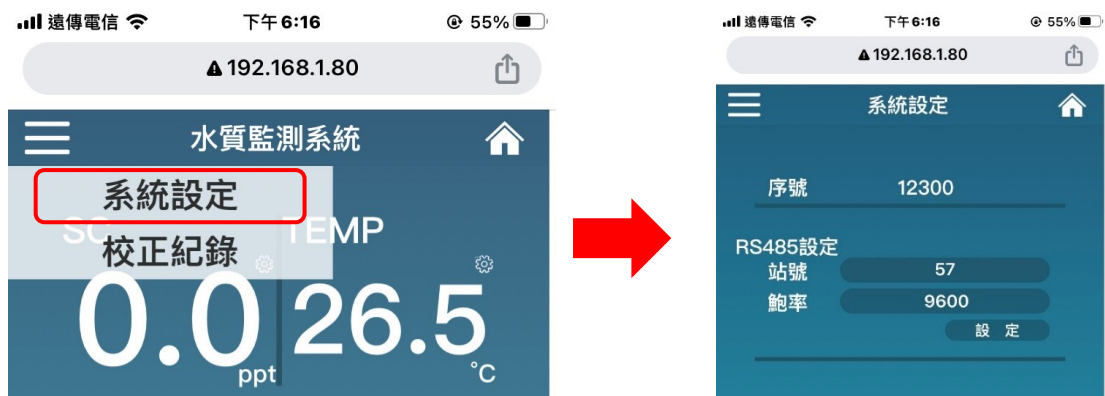 遠傳電信 下午6:16 55%
192.168.1.80
水質監測系統
系統設定
SC TEMP
校正紀錄
0.0 26.5
ppt °C
遠傳電信 下午6:16 55%
192.168.1.80
系統設定
序號 12300
RS485設定
站號 57
鮑率 9600
設 定